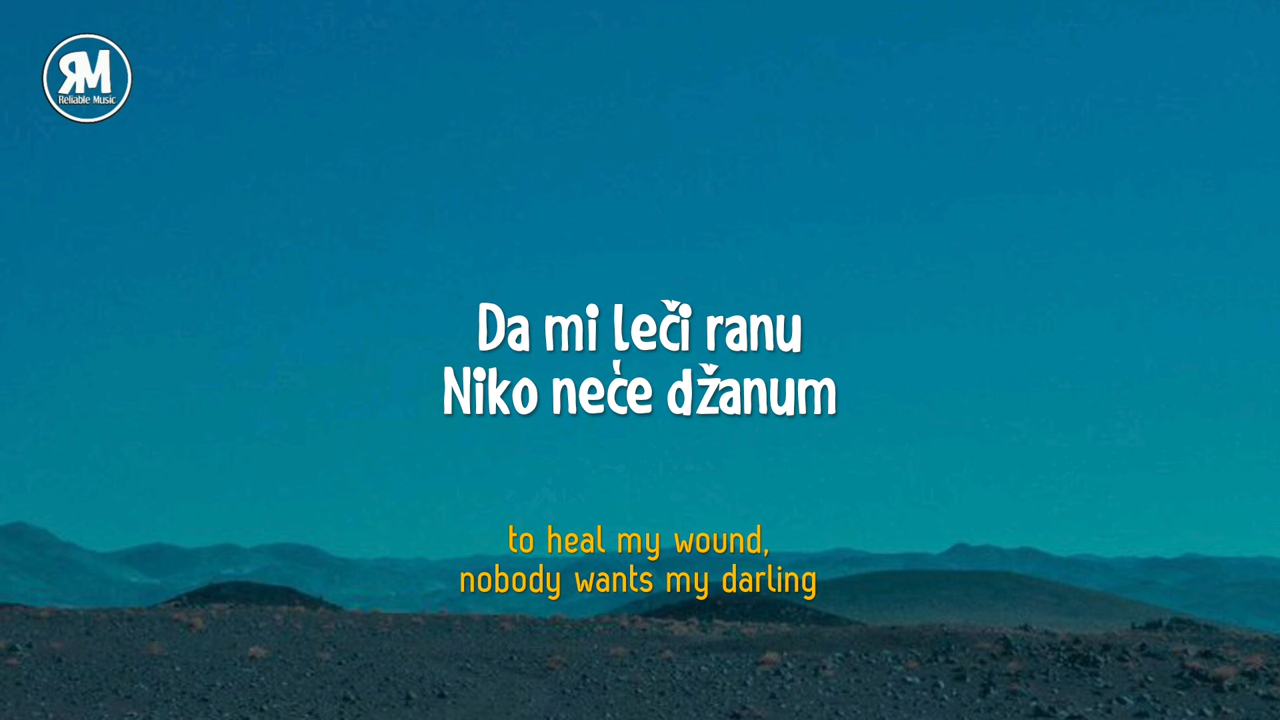 RM
Reliable Music
Da mi leči ranu
Niko neće džanum
to heal my wound,
nobody wants my darling